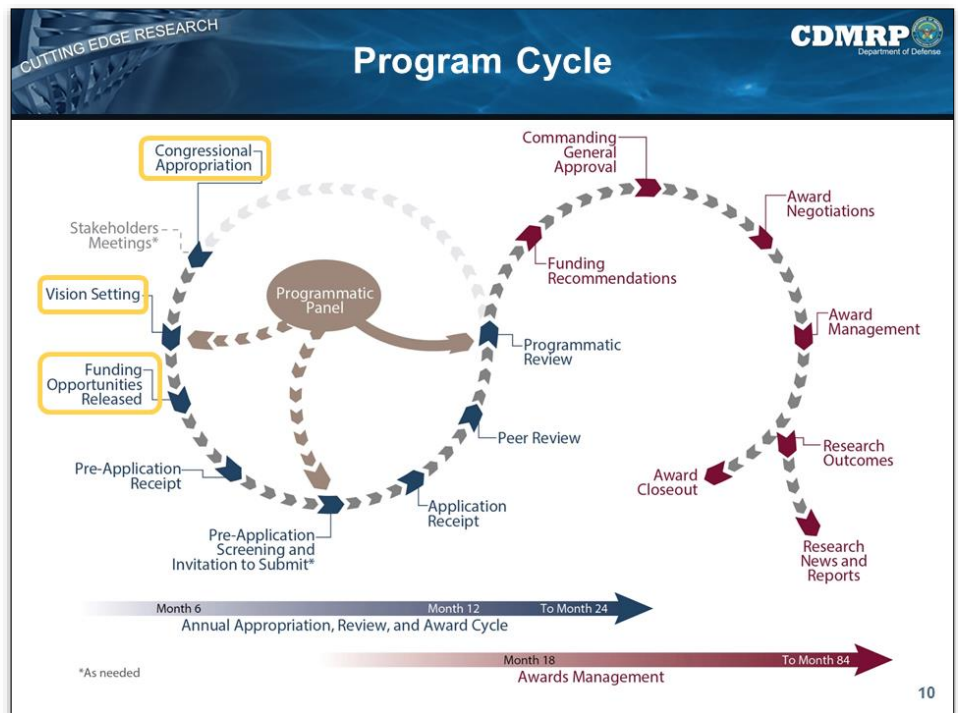 CUTTING EDGE RESEARCH
Program Cycle
CDMRP
Department of Defense
Congressional
Appropriation
Stakeholders
Meetings*
Vision Setting
Funding
Opportunities
Released
Pre-Application
Receipt
Pre-Application
Screening and
Invitation to Submit*
Application
Receipt
Peer Review
Programmatic
Review
Programmatic
Panel
Funding
Recommendations
Commanding
General
Approval
Award
Negotiations
Award
Management
Research
Outcomes
Award
Closeout
Research
News and
Reports
Month 6
Month 12
To Month 24
Annual Appropriation, Review, and Award Cycle
Month 18
To Month 84
Awards Management
*As needed
10